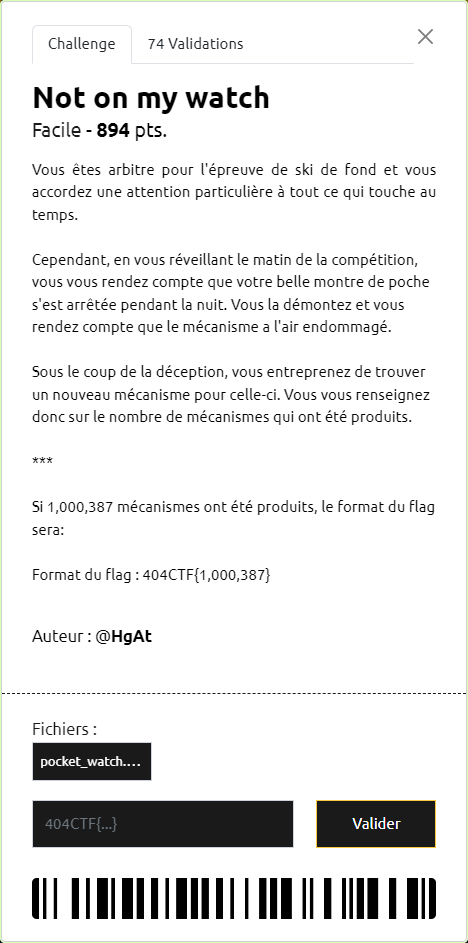 Challenge
74 Validations
Not on my watch
Facile - 894 pts.
Vous êtes arbitre pour l'épreuve de ski de fond et vous
accordez une attention particulière à tout ce qui touche au
temps.
Cependant, en vous réveillant le matin de la compétition,
vous vous rendez compte que votre belle montre de poche
s'est arrêtée pendant la nuit. Vous la démontez et vous
rendez compte que le mécanisme a l'air endommagé.
Sous le coup de la déception, vous entreprenez de trouver
un nouveau mécanisme pour celle-ci. Vous vous renseignez
donc sur le nombre de mécanismes qui ont été produits.
***
Si 1,000,387 mécanismes ont été produits, le format du flag
sera:
Format du flag : 404CTF{1,000,387}
Auteur : @HgAt
Fichiers :
pocket_watch....
404CTF{...}
Valider